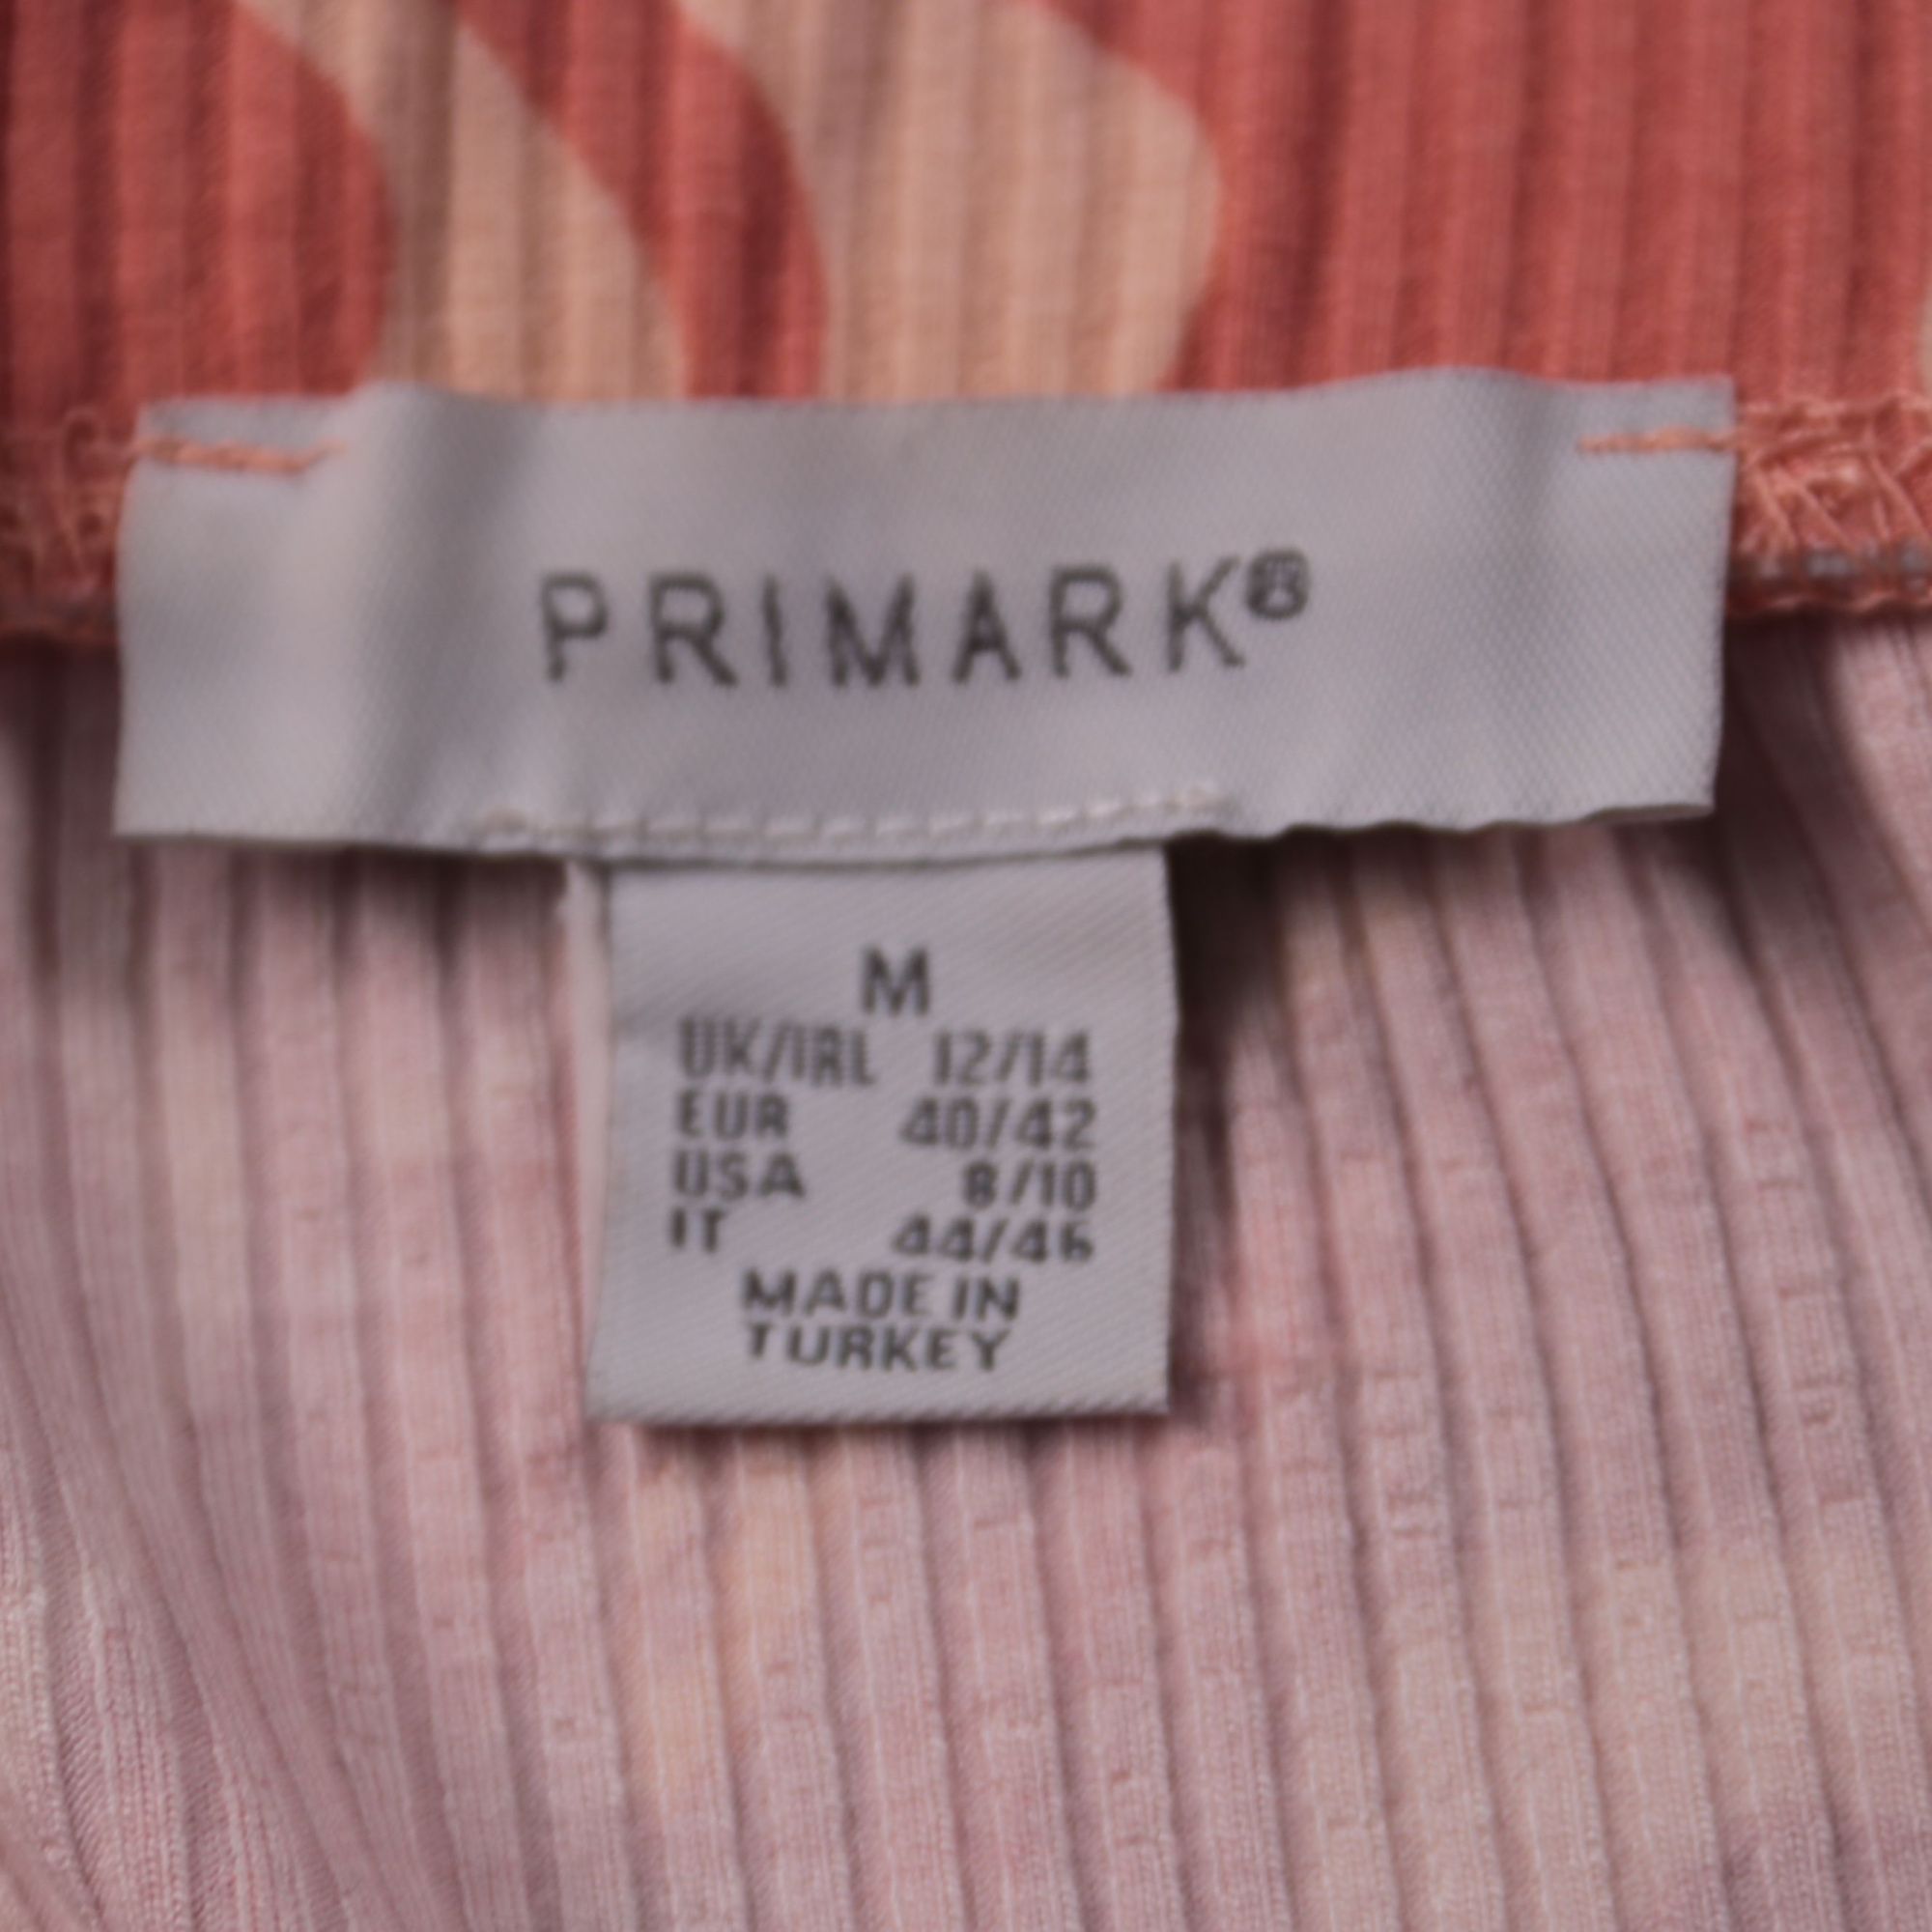 PRIMARK®
M
UK/IRL 12/14
EUR 40/42
USA 8/10
IT 44/46
MADE IN
TURKEY